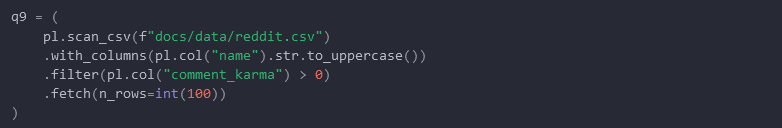 q9 = (
    pl.scan_csv(f"docs/data/reddit.csv")
    .with_columns(pl.col("name").str.to_uppercase())
    .filter(pl.col("comment_karma") > 0)
    .fetch(n_rows=int(100))
)